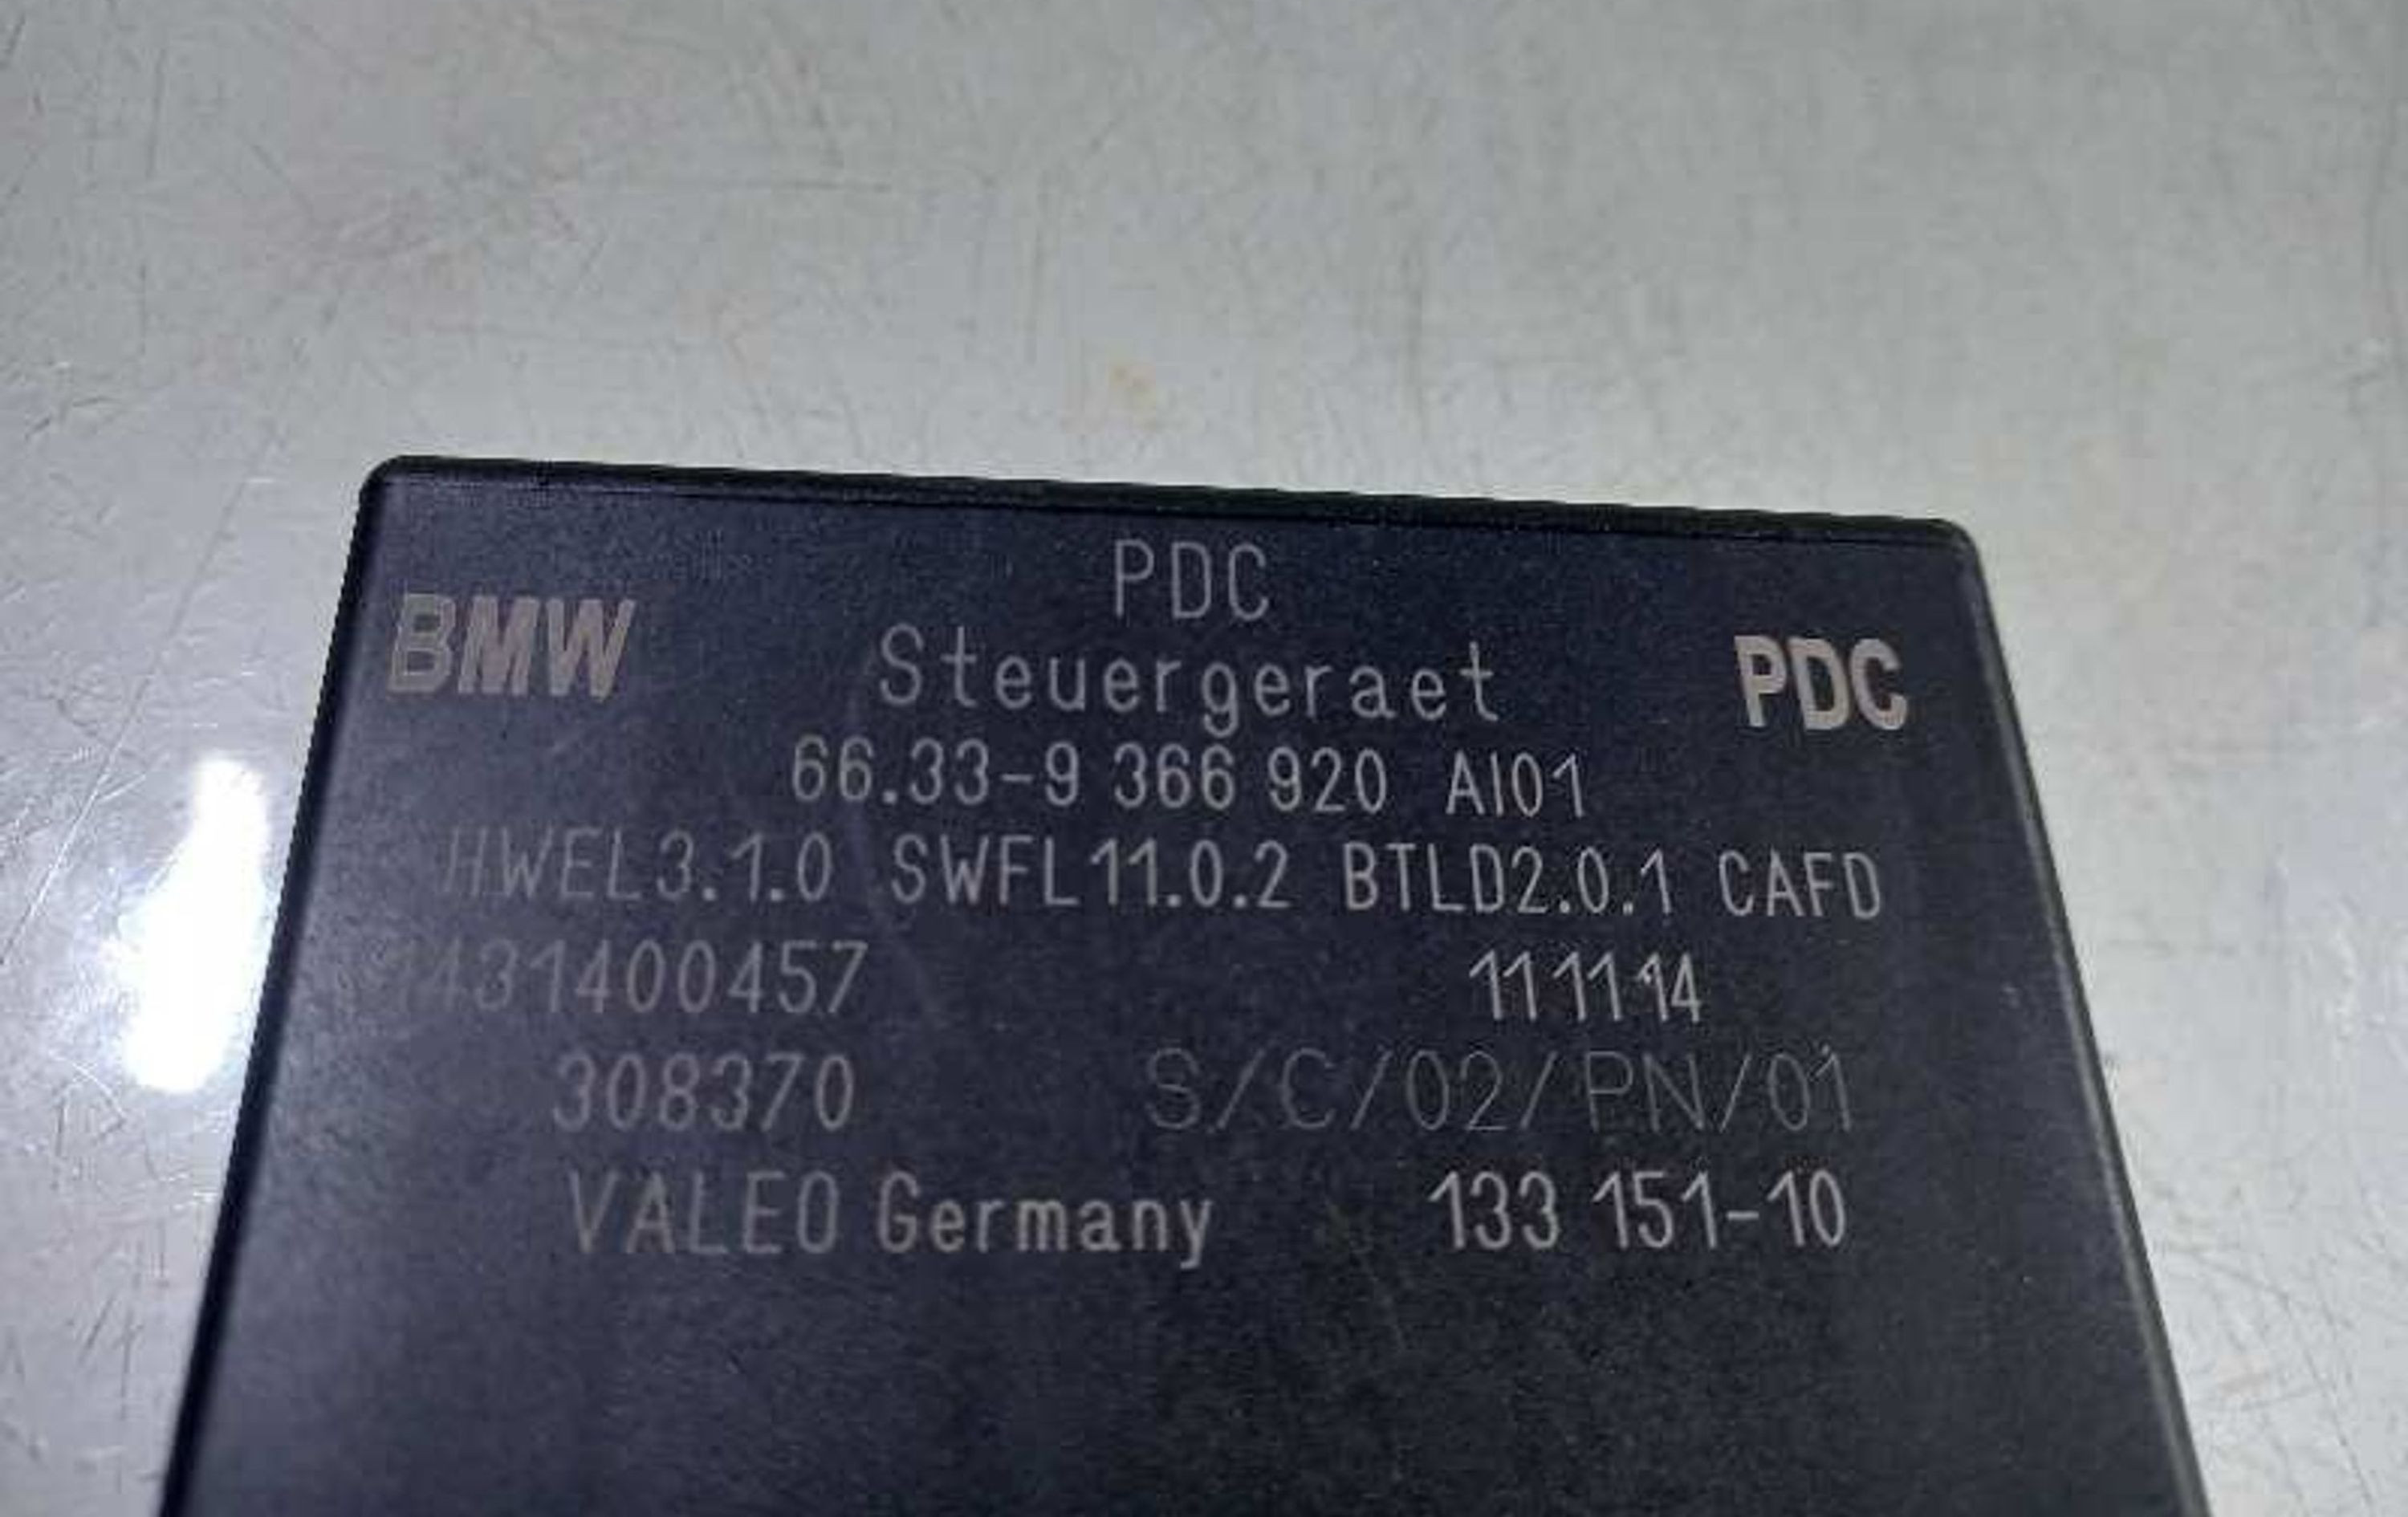 PDC
BMW Steuergeraet PDC
66.33-9 366 920 AI01
HWEL3.1.0 SWFL11.0.2 BTLD2.0.1 CAFD
1431400457 111114
308370 S/C/02/PN/01
VALEO Germany 133 151-10